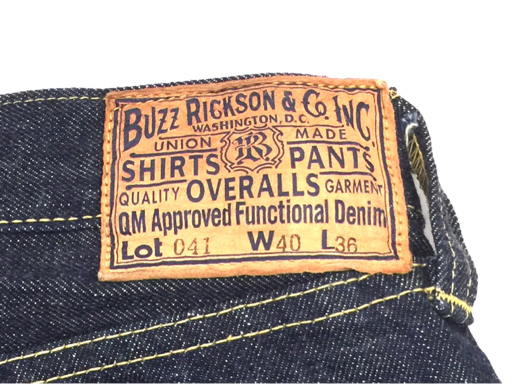 BUZZ RICKSON & Co. INC.
WASHINGTON, D.C.
UNION BR MADE
SHIRTS PANTS
QUALITY OVERALLS GARMENT
QM Approved Functional Denim
Lot 041 W40 L36